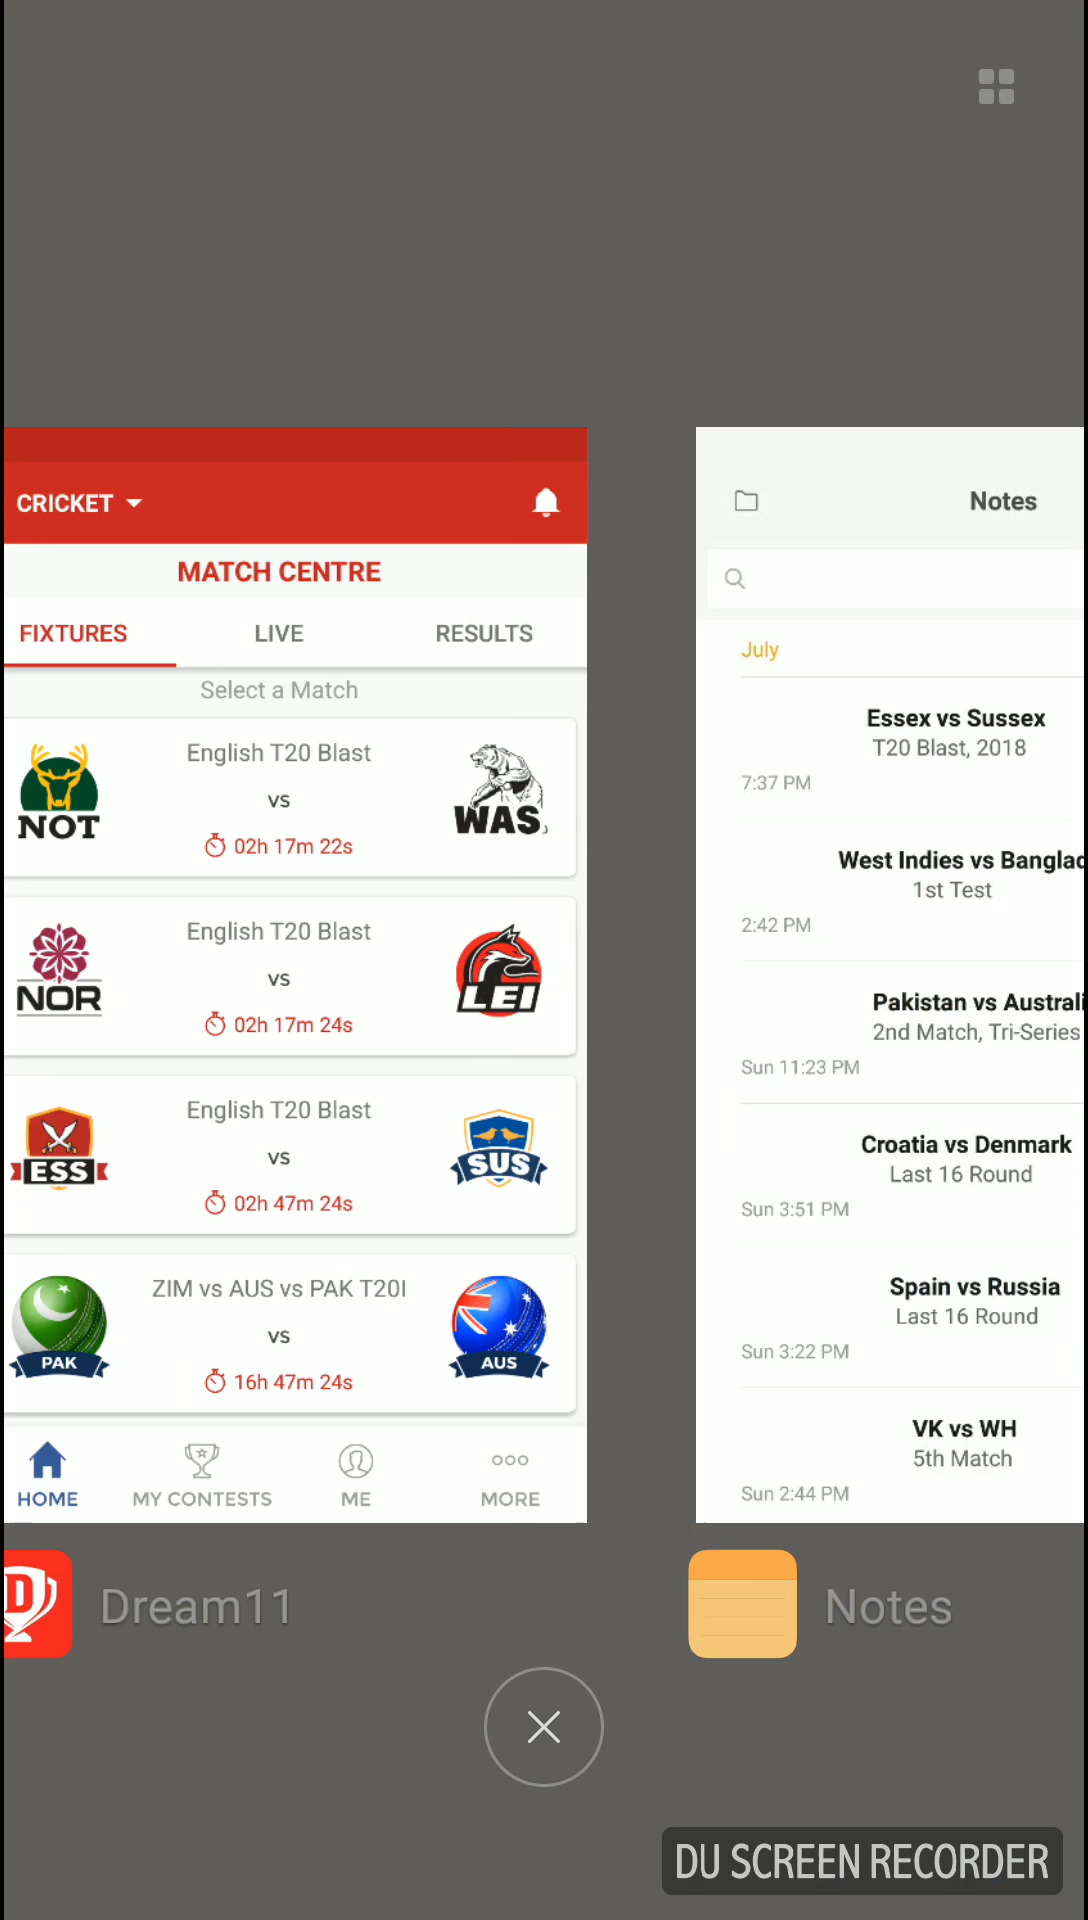 CRICKET
MATCH CENTRE
FIXTURES LIVE RESULTS
Select a Match
English T20 Blast
NOT vs WAS
02h 17m 22s
English T20 Blast
NOR vs LEI
02h 17m 24s
English T20 Blast
ESS vs SUS
02h 47m 24s
ZIM vs AUS vs PAK T20I
PAK vs AUS
16h 47m 24s
HOME MY CONTESTS ME MORE
D Dream11
Notes
July
Essex vs Sussex
T20 Blast, 2018
7:37 PM
West Indies vs Banglad
1st Test
2:42 PM
Pakistan vs Australi
2nd Match, Tri-Series
Sun 11:23 PM
Croatia vs Denmark
Last 16 Round
Sun 3:51 PM
Spain vs Russia
Last 16 Round
Sun 3:22 PM
VK vs WH
5th Match
Sun 2:44 PM
Notes
DU SCREEN RECORDER